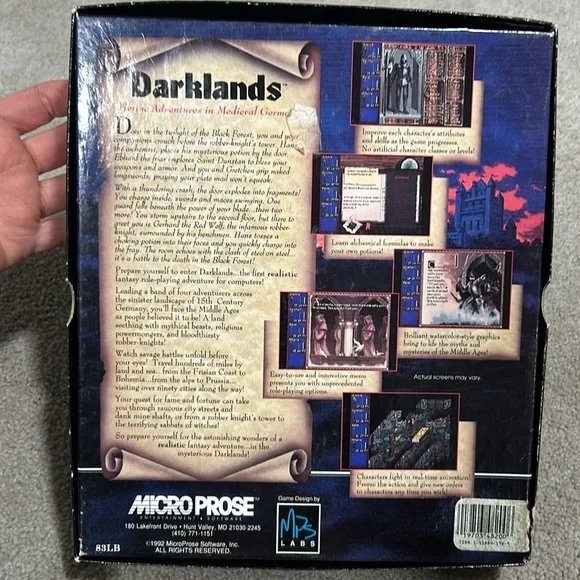 Darklands™
Heroic Adventures in Medieval
Deep in the twilight of the Black Forest, you and your
companions crouch before the robber-knight's tower. Hans
the alchemist, places his mysterious potion by the door.
Ebhard the friar implores Saint Dunstan to bless your
weapons and armor. And you and Gretchen grip naked
longswords, praying your plate mail won't squeak.
With a thundering crash, the door explodes into fragments!
You charge inside, swords and maces swinging. One
guard falls beneath the power of your blade...then two
more! You storm upstairs to the second floor, but there to
greet you is Gerhard the Red Wolf, the infamous robber-
knight, surrounded by his henchmen. Hans tosses a
choking potion into their faces and you quickly charge into
the fray. The room echoes with the clash of steel on steel...
it's a battle to the death in the Black Forest!
Prepare yourself to enter Darklands...the first realistic
fantasy role-playing adventure for computers!
Leading a band of four adventurers across
the sinister landscape of 15th Century
Germany, you'll face the Middle Ages
as people believed it to be! A land
seething with mythical beasts, religious
powermongers, and bloodthirsty
robber-knights!
Watch savage battles unfold before
your eyes! Travel hundreds of miles by
land and sea...from the Frisian Coast to
Bohemia...from the alps to Prussia...
visiting over ninety cities along the way!
Your quest for fame and fortune can take
you through raucous city streets and
dank mine shafts, or from a robber knight's tower to
the terrifying sabbats of witches!
So prepare yourself for the astonishing wonders of a
realistic fantasy adventure...in the
mysterious Darklands!
Improve each character's attributes
and skills as the game progresses.
No artificial character classes or levels!
Learn alchemical formulas to make
your own potions!
Brilliant watercolor-style graphics
bring to life the myths and
mysteries of the Middle Ages!
Easy-to-use and innovative menu
presents you with unprecedented
role-playing options.
Actual screens may vary.
Characters fight in real-time animation!
Freeze the action and give new orders
to characters any time you wish!
MICROPROSE™
ENTERTAINMENT • SOFTWARE
180 Lakefront Drive • Hunt Valley, MD 21030-2245
(410) 771-1151
©1992 MicroProse Software, Inc.
ALL RIGHTS RESERVED.
83LB
Game Design by
MPS
LABS